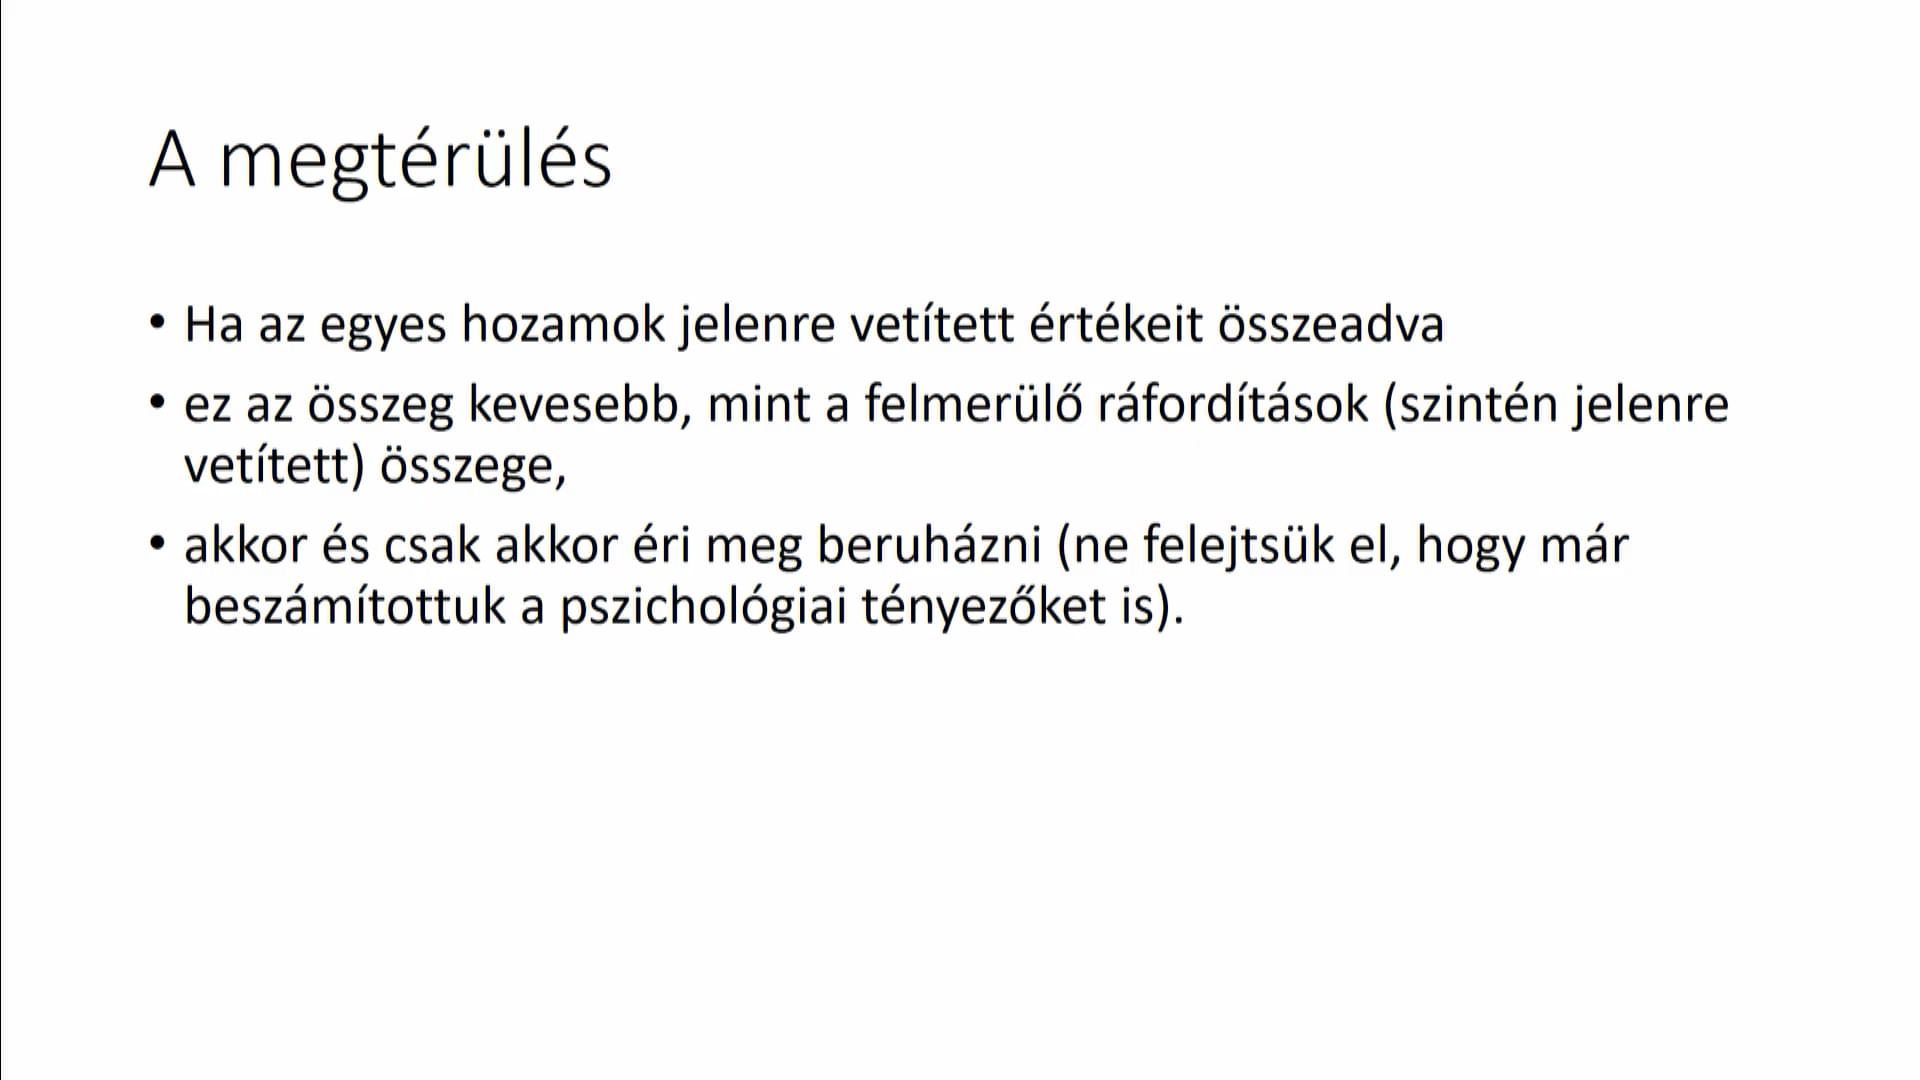 A megtérülés
• Ha az egyes hozamok jelenre vetített értékeit összeadva
• ez az összeg kevesebb, mint a felmerülő ráfordítások (szintén jelenre
vetített) összege,
• akkor és csak akkor éri meg beruházni (ne felejtsük el, hogy már
beszámítottuk a pszichológiai tényezőket is).